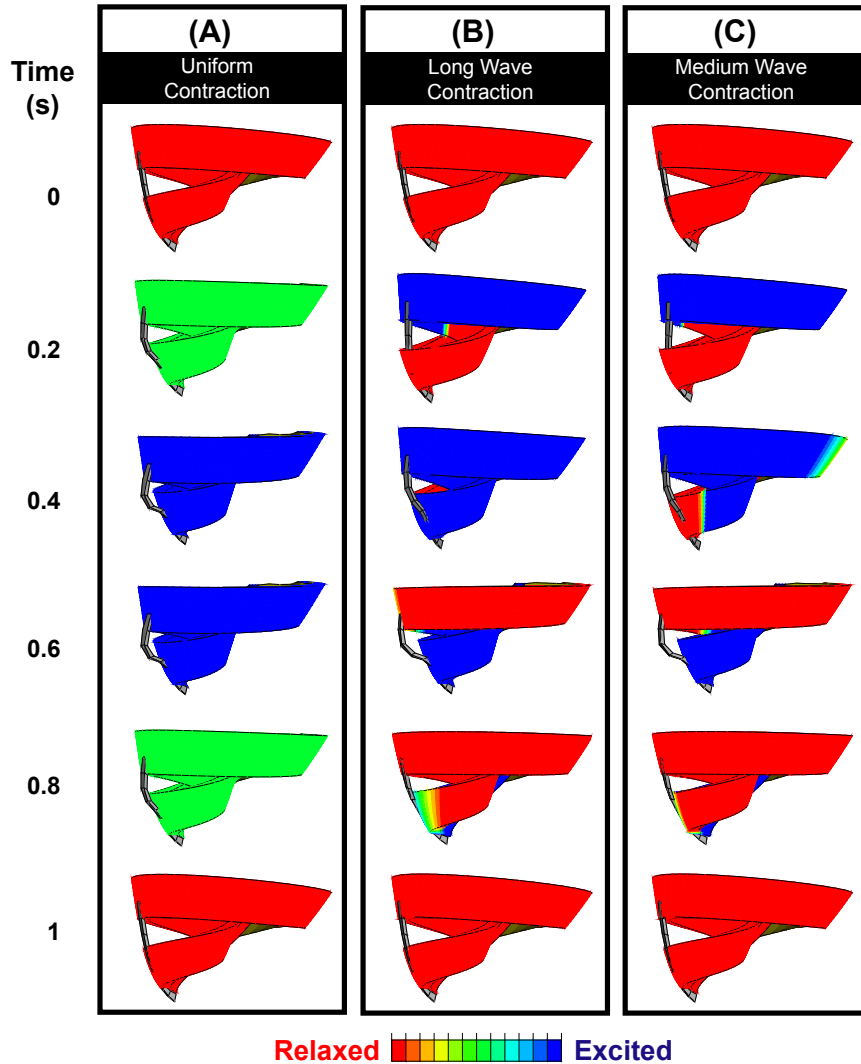 (A) (B) (C)
Time
(s)
Uniform
Contraction
Long Wave
Contraction
Medium Wave
Contraction
0
0.2
0.4
0.6
0.8
1
Relaxed Excited